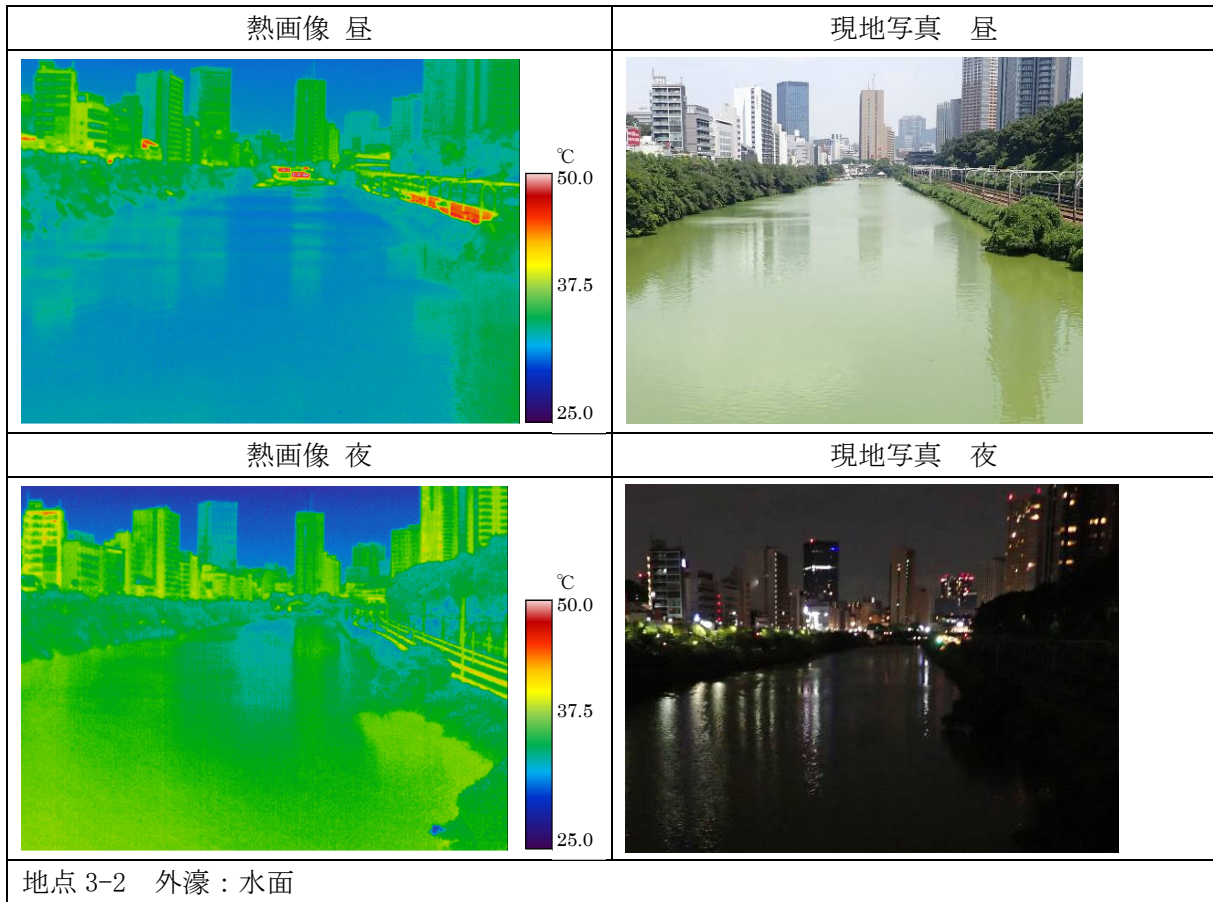 熱画像 昼
現地写真　昼
℃
50.0
37.5
25.0
熱画像 夜
現地写真　夜
℃
50.0
37.5
25.0
地点 3-2　外濠：水面